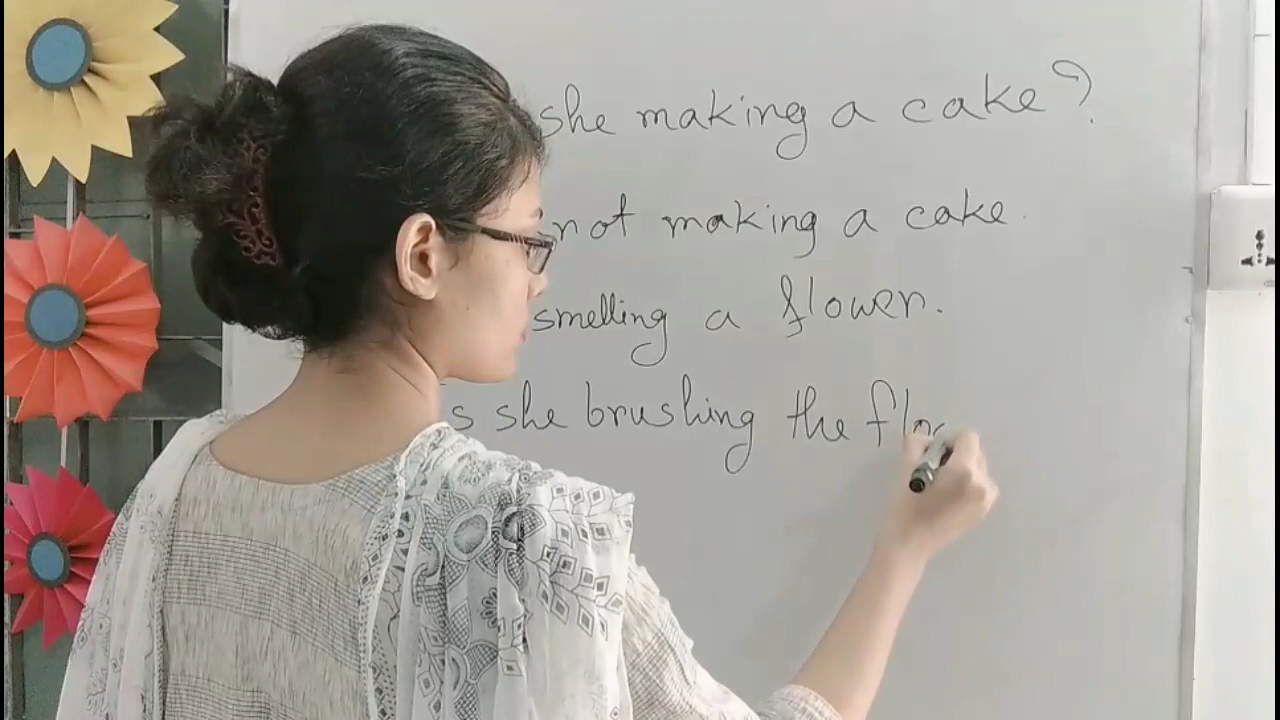 she making a cake?
not making a cake.
smelling a flower.
s she brushing the flo